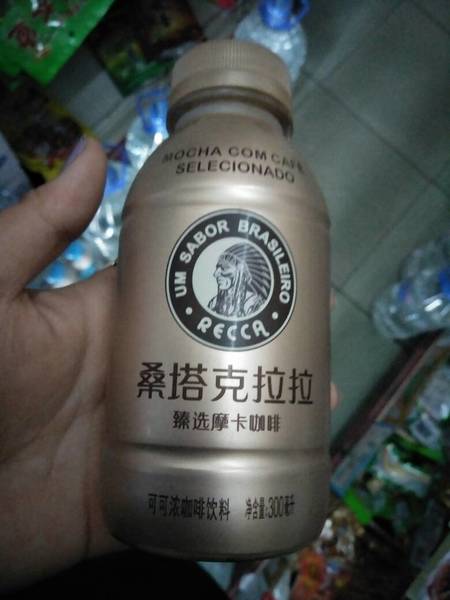 MOCHA COM CAFÉ
SELECIONADO
UM SABOR BRASILEIRO
RECCA
桑塔克拉拉
臻选摩卡咖啡
可可浓咖啡饮料 净含量:300毫升